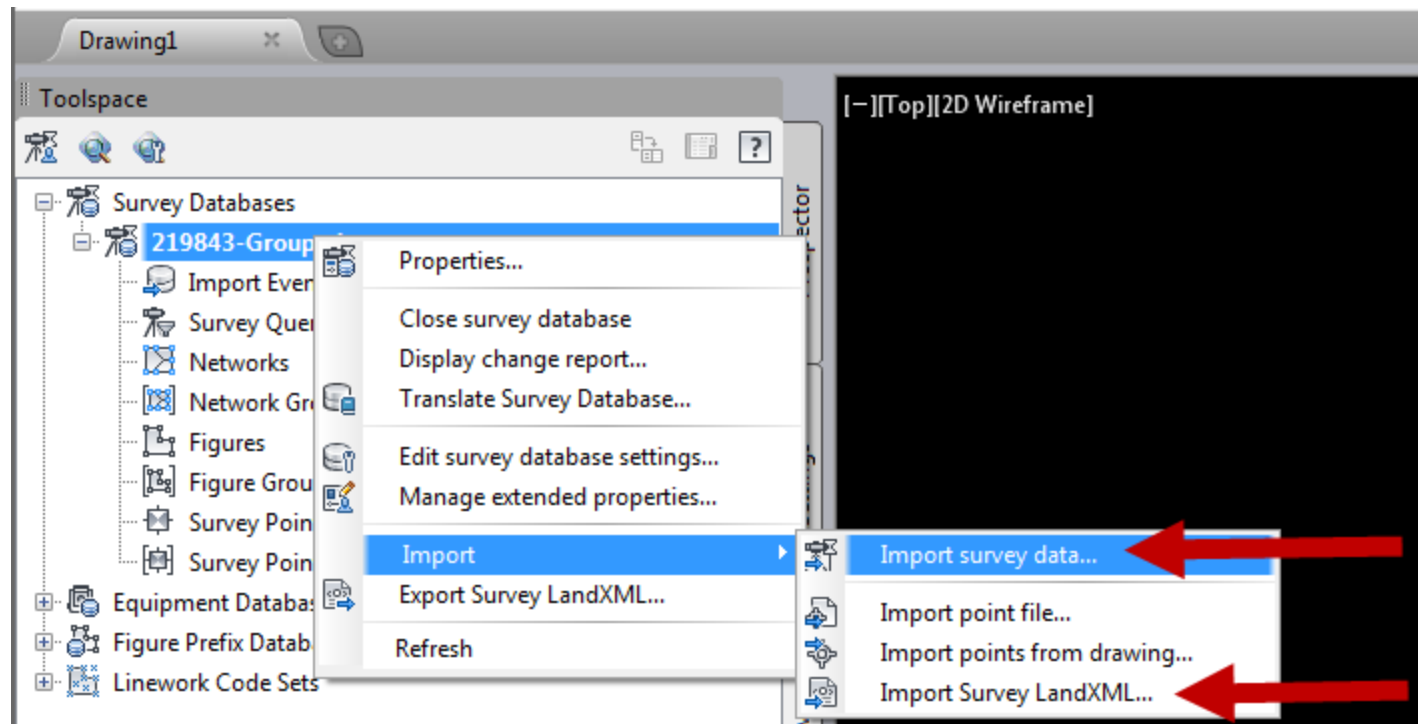 Drawing1
Toolspace
[−][Top][2D Wireframe]
?
Survey Databases
219843-Group
Import Even
Survey Quer
Networks
Network Gro
Figures
Figure Grou
Survey Poin
Survey Poin
Equipment Databas
Figure Prefix Datab
Linework Code Sets
Properties...
Close survey database
Display change report...
Translate Survey Database...
Edit survey database settings...
Manage extended properties...
Import
Export Survey LandXML...
Refresh
Import survey data...
Import point file...
Import points from drawing...
Import Survey LandXML...